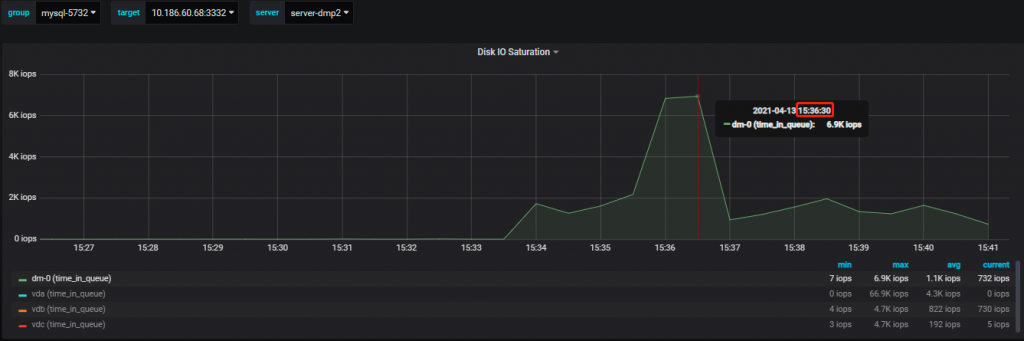 group mysql-5732 target 10.186.60.68:3332 server server-dmp2
Disk IO Saturation
8K iops
6K iops
4K iops
2K iops
0 iops
2021-04-13 15:36:30
dm-0 (time_in_queue): 6.9K iops
15:27 15:28 15:29 15:30 15:31 15:32 15:33 15:34 15:35 15:36 15:37 15:38 15:39 15:40 15:41
min max avg current
dm-0 (time_in_queue) 7 iops 6.9K iops 1.1K iops 732 iops
vda (time_in_queue) 0 iops 66.9K iops 4.3K iops 0 iops
vdb (time_in_queue) 4 iops 4.7K iops 822 iops 730 iops
vdc (time_in_queue) 3 iops 4.7K iops 192 iops 5 iops